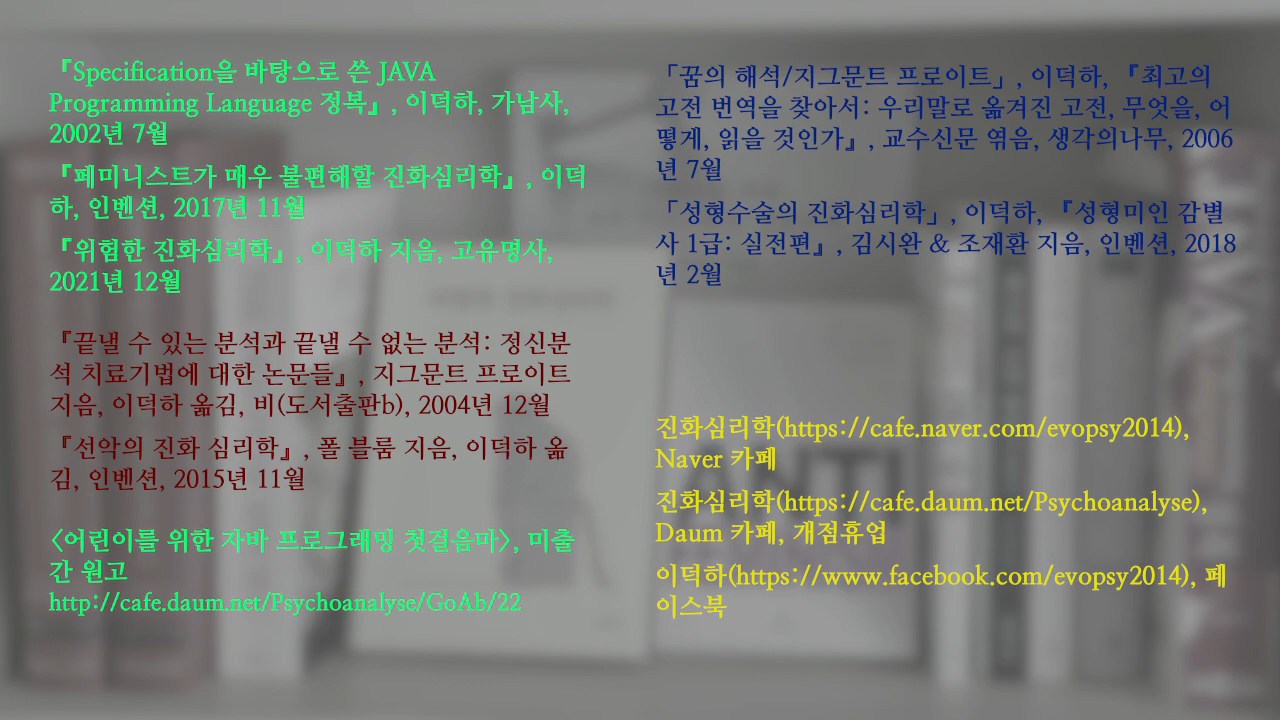 『Specification을 바탕으로 쓴 JAVA
Programming Language 정복』, 이덕하, 가남사,
2002년 7월
『페미니스트가 매우 불편해할 진화심리학』, 이덕
하, 인벤션, 2017년 11월
『위험한 진화심리학』, 이덕하 지음, 고유명사,
2021년 12월
『끝낼 수 있는 분석과 끝낼 수 없는 분석: 정신분
석 치료기법에 대한 논문들』, 지그문트 프로이트
지음, 이덕하 옮김, 비(도서출판b), 2004년 12월
『선악의 진화 심리학』, 폴 블룸 지음, 이덕하 옮
김, 인벤션, 2015년 11월
<어린이를 위한 자바 프로그래밍 첫걸음마>, 미출
간 원고
http://cafe.daum.net/Psychoanalyse/GoAb/22
「꿈의 해석/지그문트 프로이트」, 이덕하, 『최고의
고전 번역을 찾아서: 우리말로 옮겨진 고전, 무엇을, 어
떻게, 읽을 것인가』, 교수신문 엮음, 생각의나무, 2006
년 7월
「성형수술의 진화심리학」, 이덕하, 『성형미인 감별
사 1급: 실전편』, 김시완 & 조재환 지음, 인벤션, 2018
년 2월
진화심리학(https://cafe.naver.com/evopsy2014),
Naver 카페
진화심리학(https://cafe.daum.net/Psychoanalyse),
Daum 카페, 개점휴업
이덕하(https://www.facebook.com/evopsy2014), 페
이스북